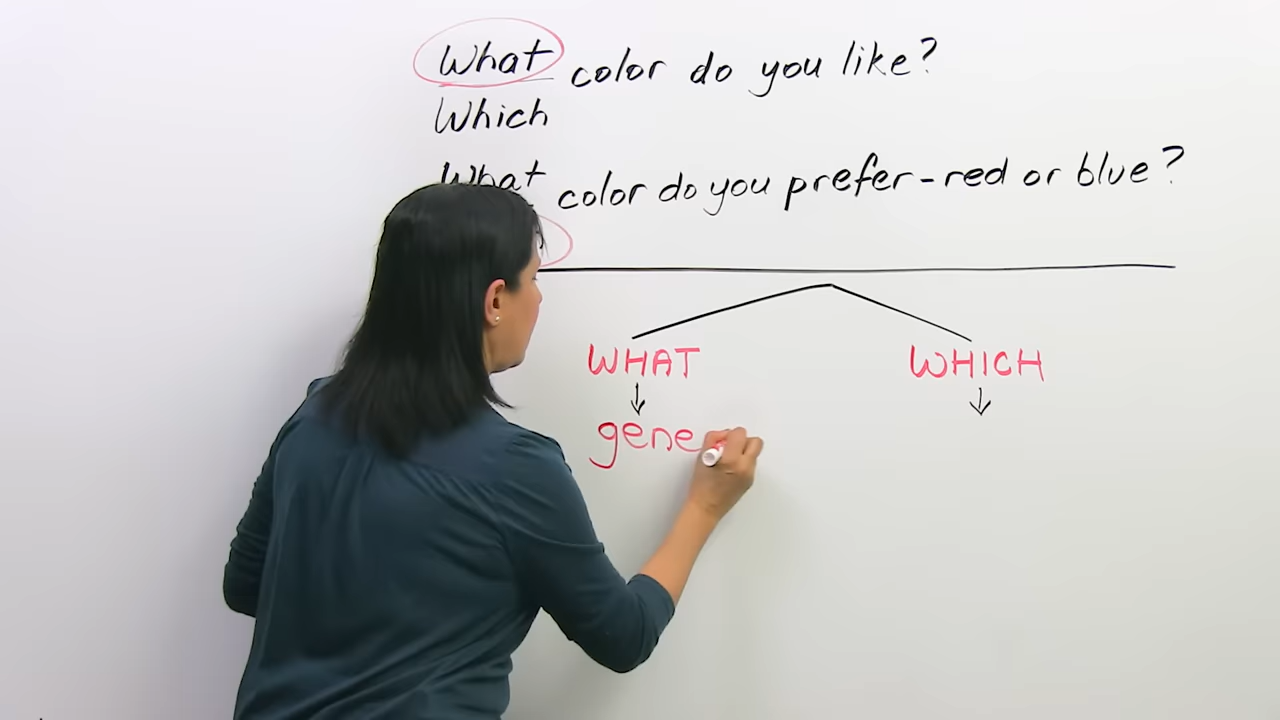 What color do you like?
Which
What color do you prefer-red or blue?
WHAT WHICH
↓ ↓
gene